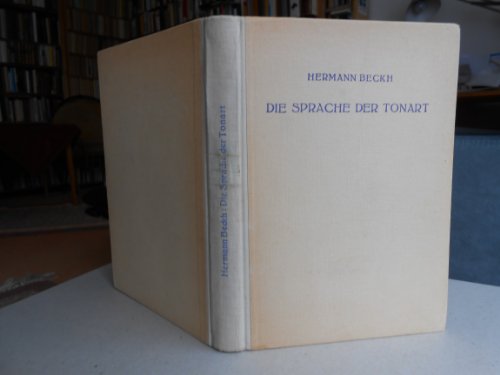 HERMANN BECKH
DIE SPRACHE DER TONART
Hermann Beckh: Die Sprache der Tonart